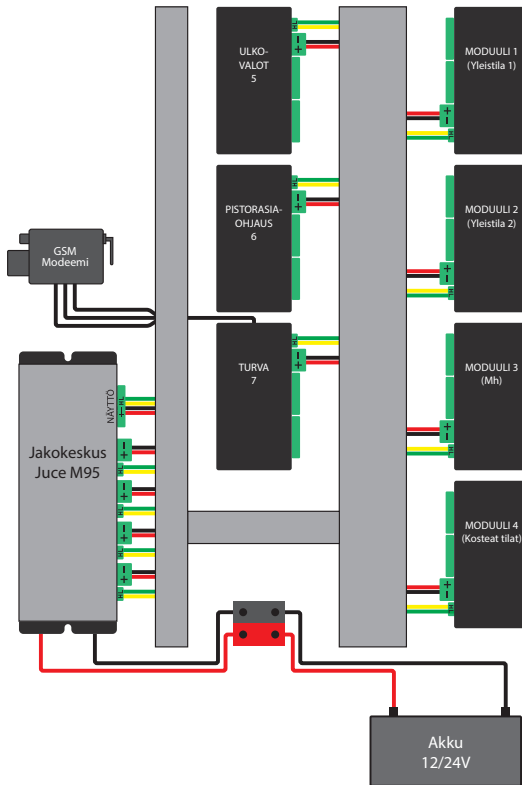 ULKO-
VALOT
5
MODUULI 1
(Yleistila 1)
PISTORASIA-
OHJAUS
6
MODUULI 2
(Yleistila 2)
GSM
Modeemi
TURVA
7
MODUULI 3
(Mh)
NÄYTTÖ
Jakokeskus
Juce M95
MODUULI 4
(Kosteat tilat)
Akku
12/24V